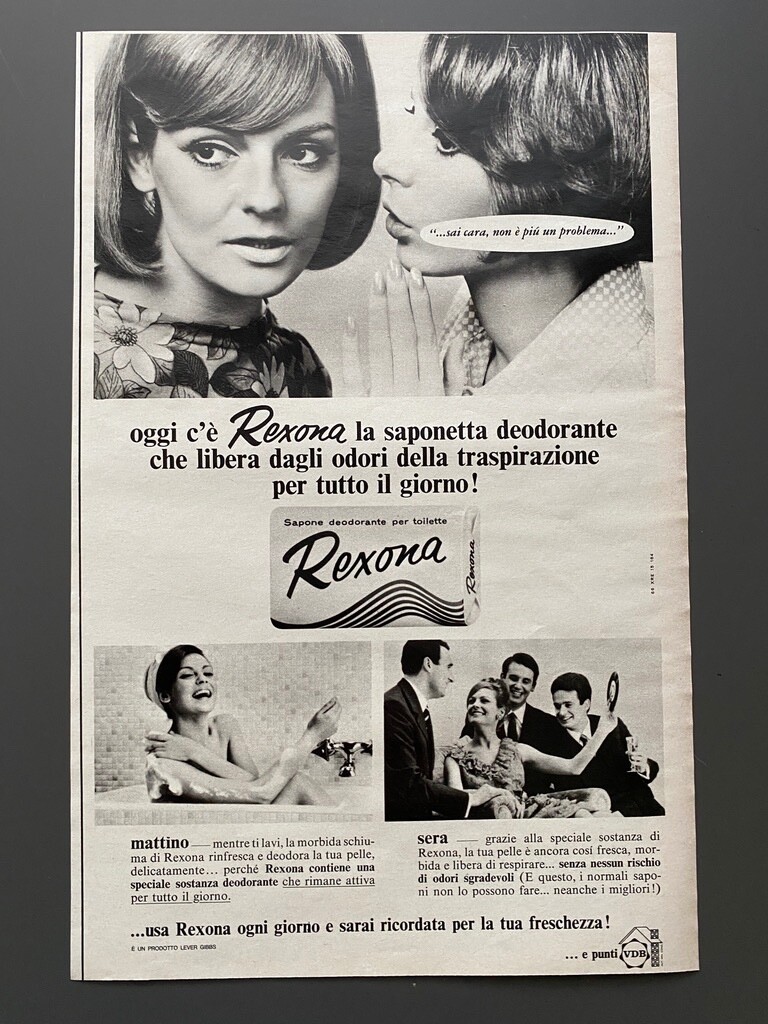 “...sai cara, non è piú un problema...”
oggi c'è Rexona la saponetta deodorante
che libera dagli odori della traspirazione
per tutto il giorno!
Sapone deodorante per toilette
Rexona
Rexona
mattino — mentre ti lavi, la morbida schiu-
ma di Rexona rinfresca e deodora la tua pelle,
delicatamente... perché Rexona contiene una
speciale sostanza deodorante che rimane attiva
per tutto il giorno.
sera — grazie alla speciale sostanza di
Rexona, la tua pelle è ancora cosí fresca, mor-
bida e libera di respirare... senza nessun rischio
di odori sgradevoli (E questo, i normali sapo-
ni non lo possono fare... neanche i migliori!)
...usa Rexona ogni giorno e sarai ricordata per la tua freschezza!
È UN PRODOTTO LEVER GIBBS
... e punti VDB